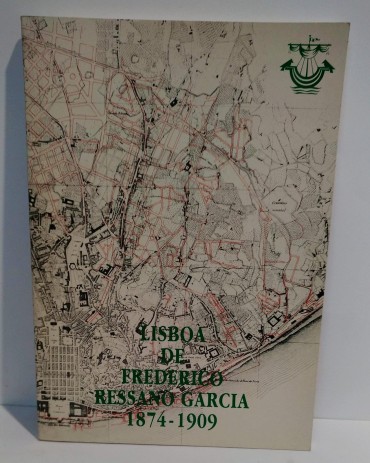 LISBOA
DE
FREDERICO
RESSANO GARCIA
1874-1909